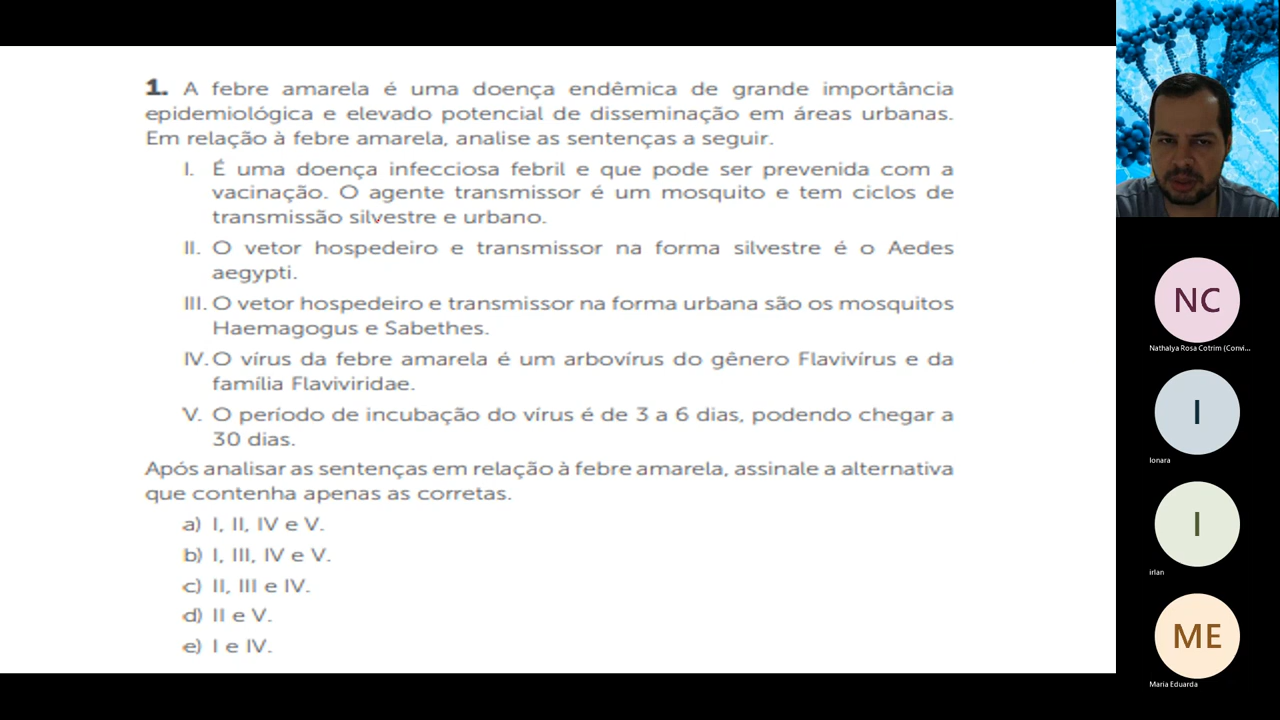 1. A febre amarela é uma doença endêmica de grande importância
epidemiológica e elevado potencial de disseminação em áreas urbanas.
Em relação à febre amarela, analise as sentenças a seguir.
I. É uma doença infecciosa febril e que pode ser prevenida com a
vacinação. O agente transmissor é um mosquito e tem ciclos de
transmissão silvestre e urbano.
II. O vetor hospedeiro e transmissor na forma silvestre é o Aedes
aegypti.
III. O vetor hospedeiro e transmissor na forma urbana são os mosquitos
Haemagogus e Sabethes.
IV. O vírus da febre amarela é um arbovírus do gênero Flavivírus e da
família Flaviviridae.
V. O período de incubação do vírus é de 3 a 6 dias, podendo chegar a
30 dias.
Após analisar as sentenças em relação à febre amarela, assinale a alternativa
que contenha apenas as corretas.
a) I, II, IV e V.
b) I, III, IV e V.
c) II, III e IV.
d) II e V.
e) I e IV.
NC
Nathalya Rosa Cotrim (Convi...
I
Ionara
I
irlan
ME
Maria Eduarda